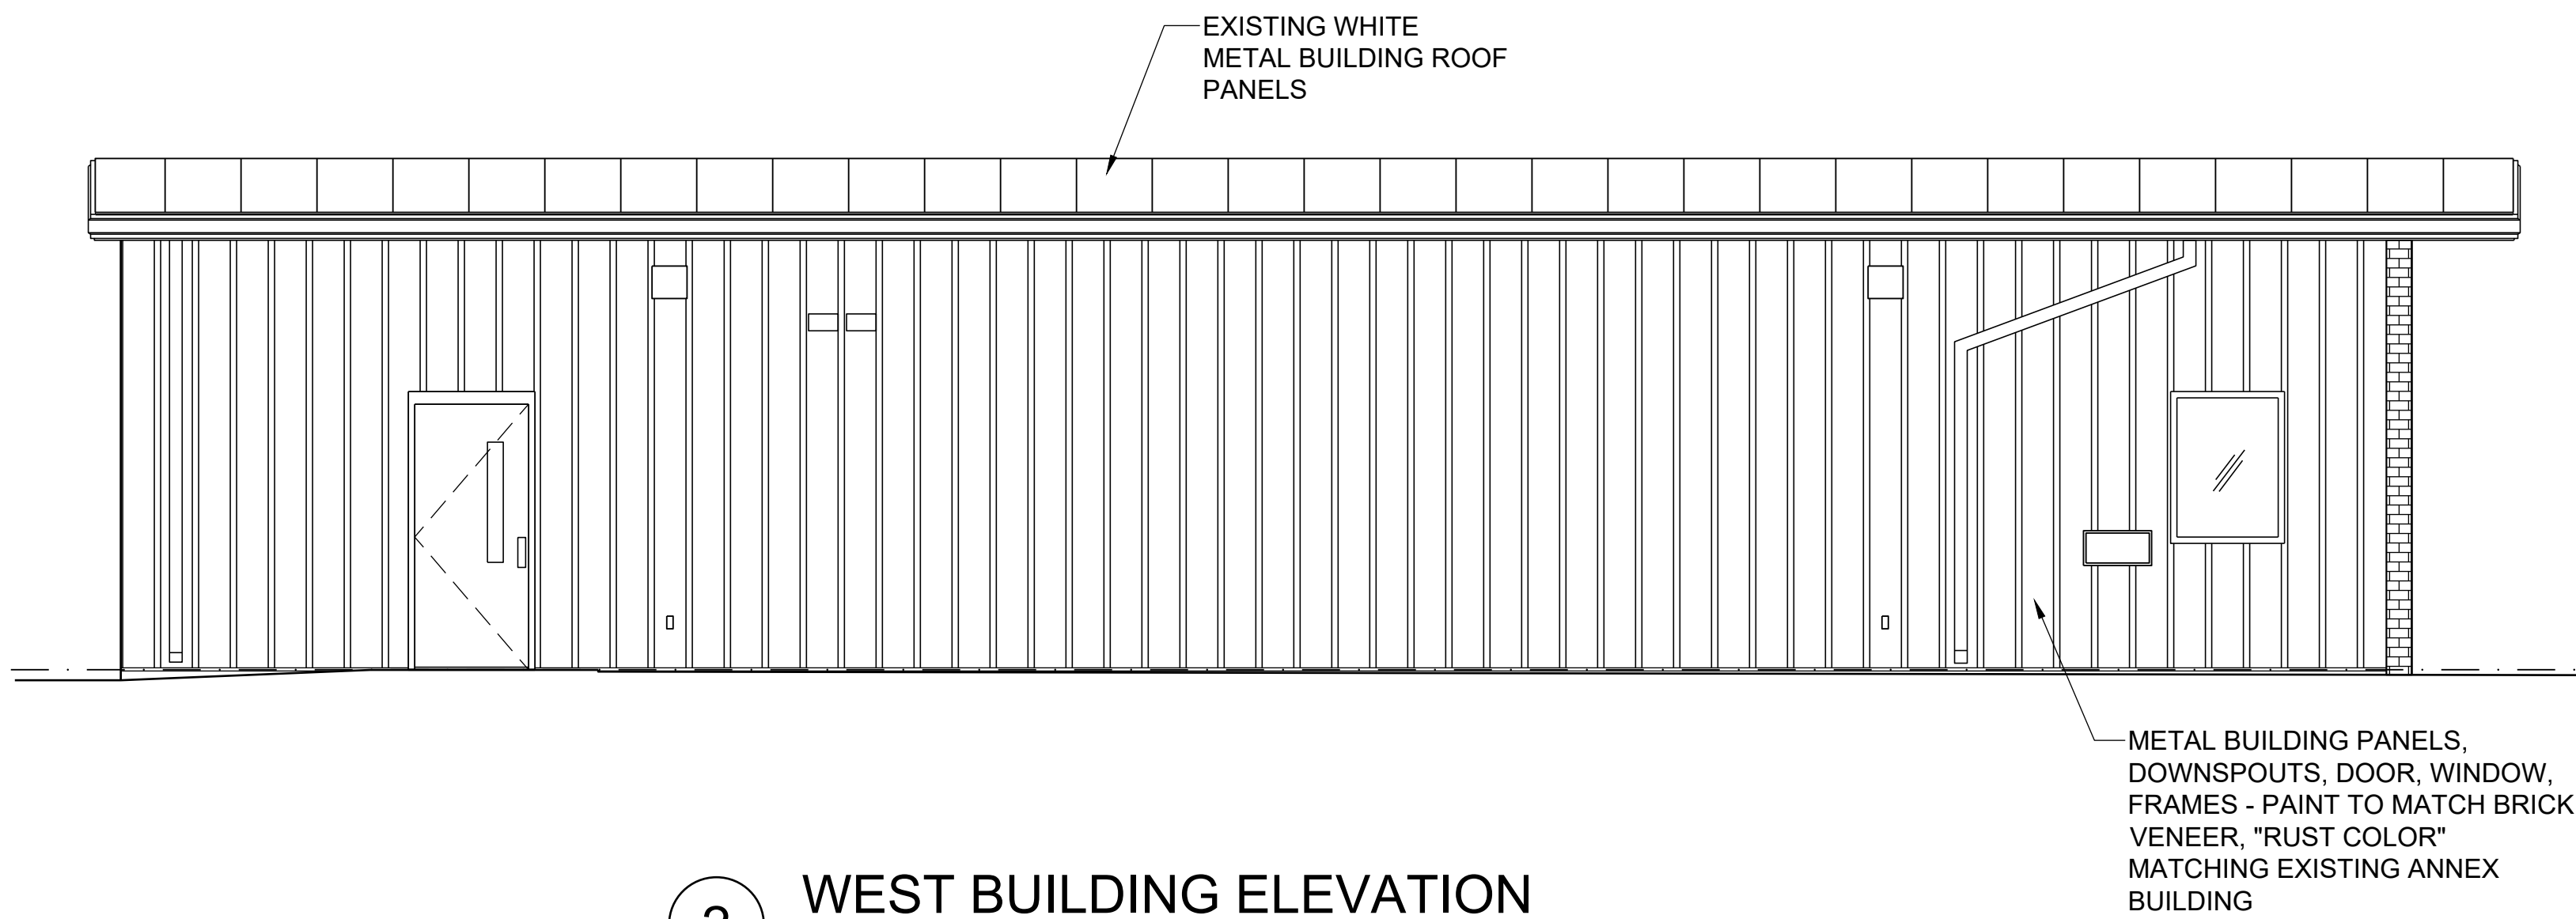 EXISTING WHITE
METAL BUILDING ROOF
PANELS
METAL BUILDING PANELS,
DOWNSPOUTS, DOOR, WINDOW,
FRAMES - PAINT TO MATCH BRICK
VENEER, "RUST COLOR"
MATCHING EXISTING ANNEX
BUILDING
WEST BUILDING ELEVATION